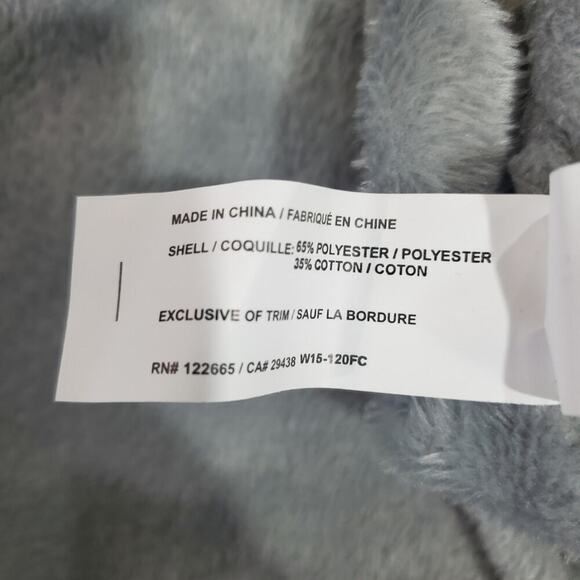 MADE IN CHINA / FABRIQUÉ EN CHINE
SHELL / COQUILLE: 65% POLYESTER / POLYESTER
35% COTTON / COTON
EXCLUSIVE OF TRIM / SAUF LA BORDURE
RN# 122665 / CA# 29438 W15-120FC